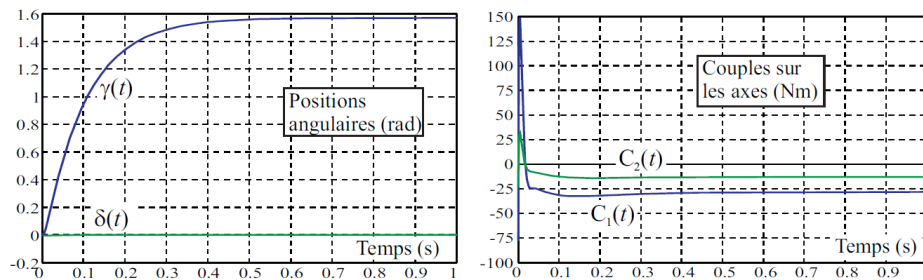 1.6
1.4
1.6
1
1.8
1.6
0.4
0.2
0
-0.2
γ(t)
δ(t)
Positions
angulaires (rad)
Temps (s)
0 0.1 0.2 0.3 0.4 0.5 0.6 0.7 0.8 0.9 1
150
125
100
75
50
25
0
-25
-50
-75
-100
Couples sur
les axes (Nm)
C2(t)
C1(t)
Temps (s)
0 0.1 0.2 0.3 0.4 0.5 0.6 0.7 0.8 0.9